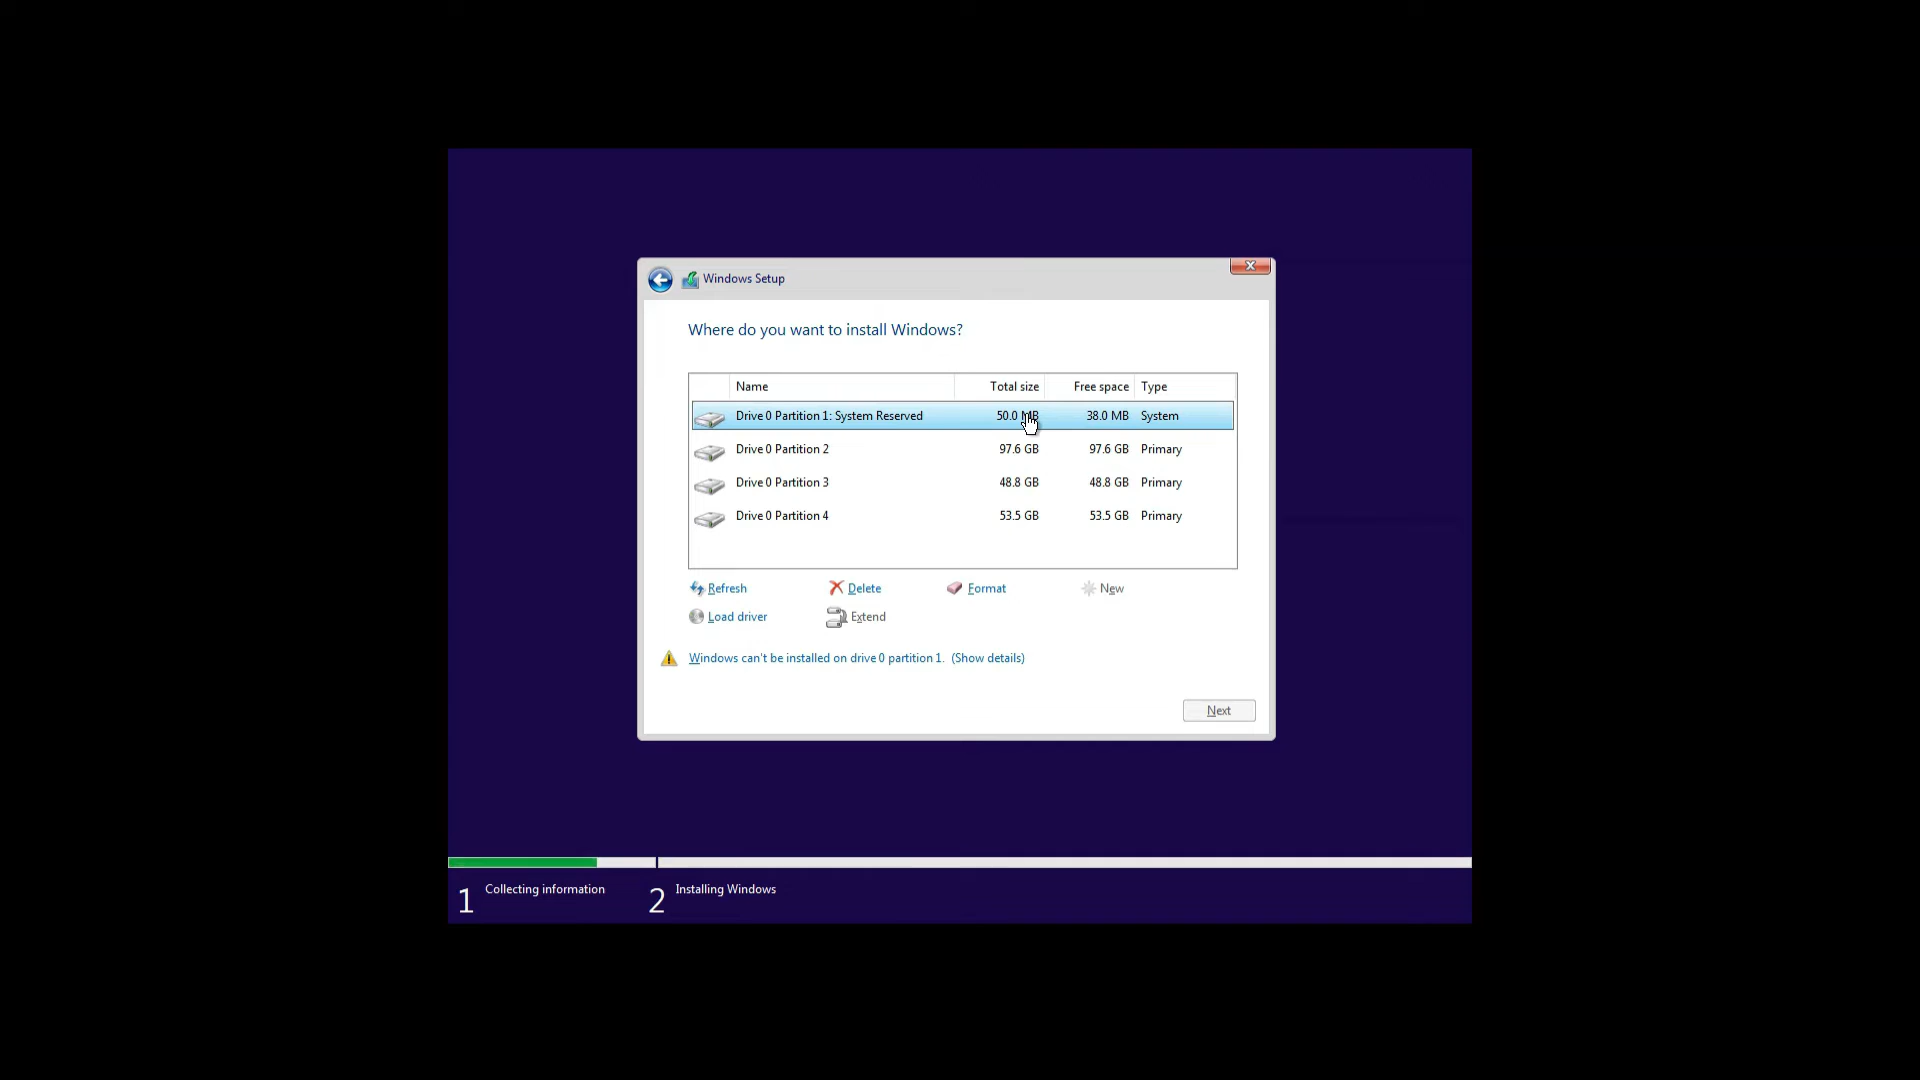 Windows Setup
Where do you want to install Windows?
Name Total size Free space Type
Drive 0 Partition 1: System Reserved 50.0 MB 38.0 MB System
Drive 0 Partition 2 97.6 GB 97.6 GB Primary
Drive 0 Partition 3 48.8 GB 48.8 GB Primary
Drive 0 Partition 4 53.5 GB 53.5 GB Primary
Refresh Delete Format New
Load driver Extend
Windows can't be installed on drive 0 partition 1. (Show details)
Next
1 Collecting information 2 Installing Windows